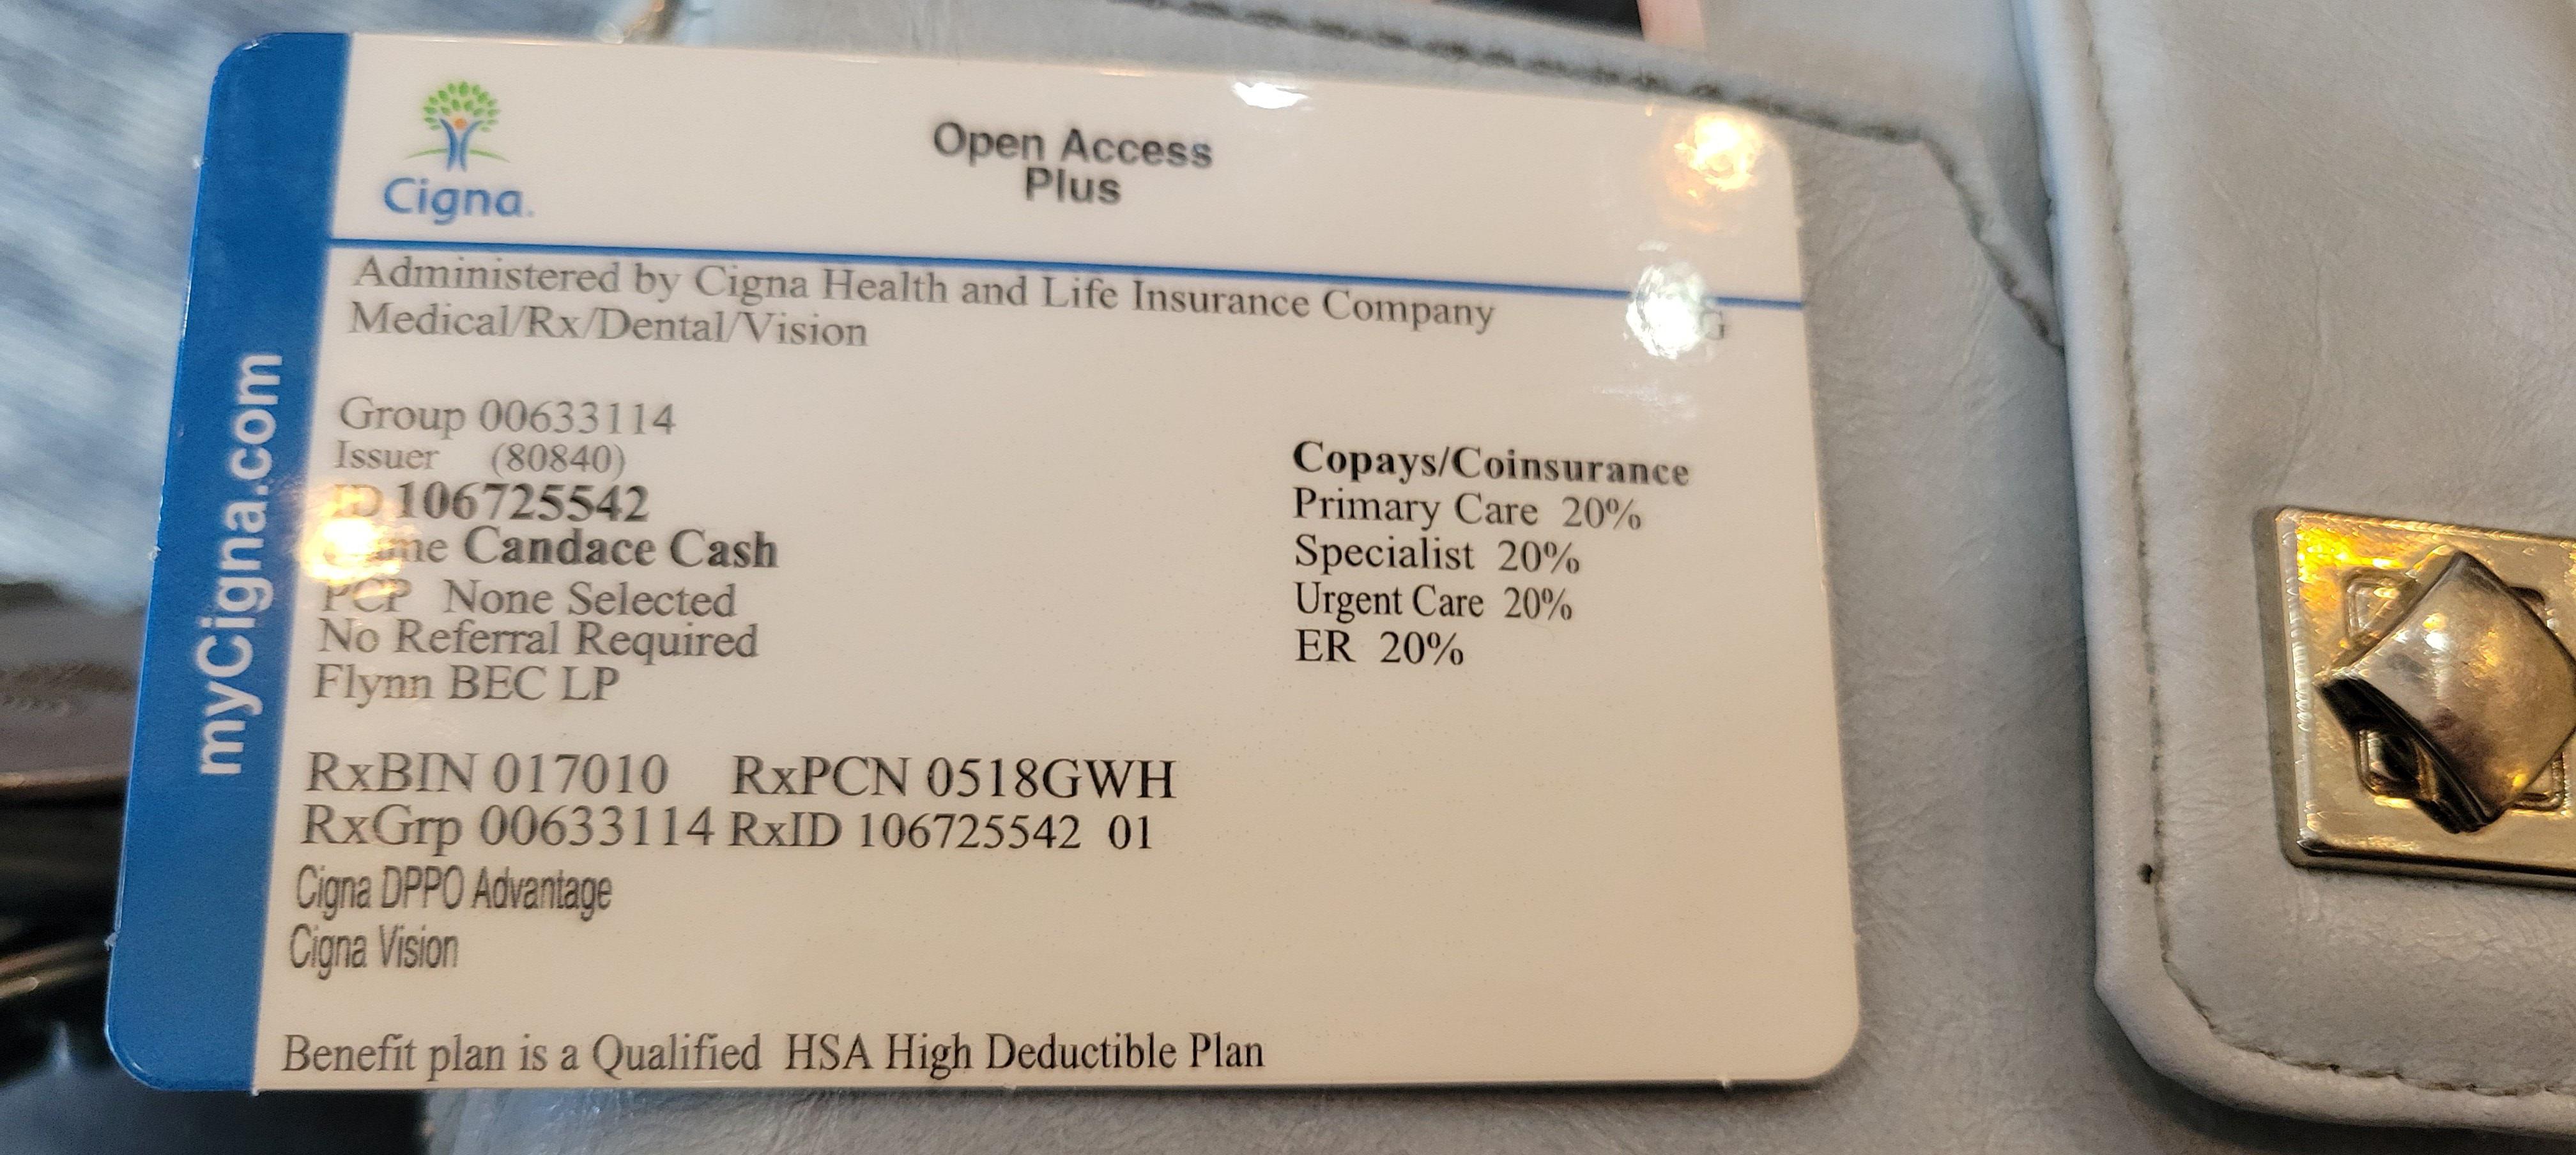 Cigna.
Open Access
Plus
myCigna.com
Administered by Cigna Health and Life Insurance Company
Medical/Rx/Dental/Vision
G
Group 00633114
Issuer (80840)
ID 106725542
Candace Cash
PCP None Selected
No Referral Required
Flynn BEC LP
Copays/Coinsurance
Primary Care 20%
Specialist 20%
Urgent Care 20%
ER 20%
RxBIN 017010 RxPCN 0518GWH
RxGrp 00633114 RxID 106725542 01
Cigna DPPO Advantage
Cigna Vision
Benefit plan is a Qualified HSA High Deductible Plan